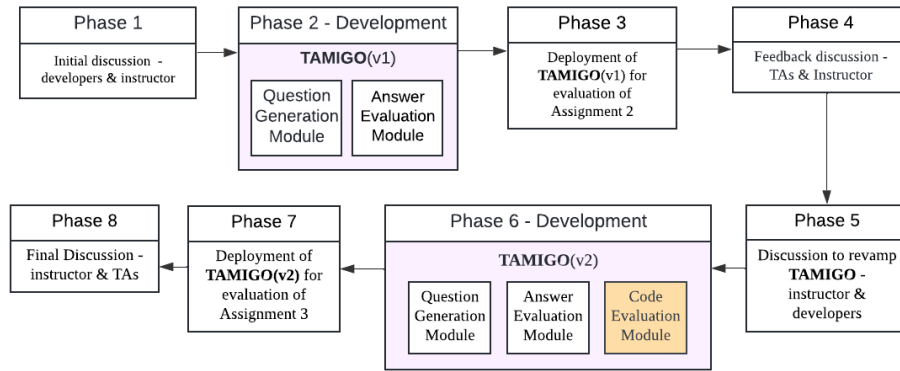 Phase 1
Initial discussion -
developers & instructor
Phase 2 - Development
TAMIGO(v1)
Question
Generation
Module
Answer
Evaluation
Module
Phase 3
Deployment of
TAMIGO(v1) for
evaluation of
Assignment 2
Phase 4
Feedback discussion -
TAs & Instructor
Phase 5
Discussion to revamp
TAMIGO -
instructor &
developers
Phase 6 - Development
TAMIGO(v2)
Question
Generation
Module
Answer
Evaluation
Module
Code
Evaluation
Module
Phase 7
Deployment of
TAMIGO(v2) for
evaluation of
Assignment 3
Phase 8
Final Discussion -
instructor & TAs